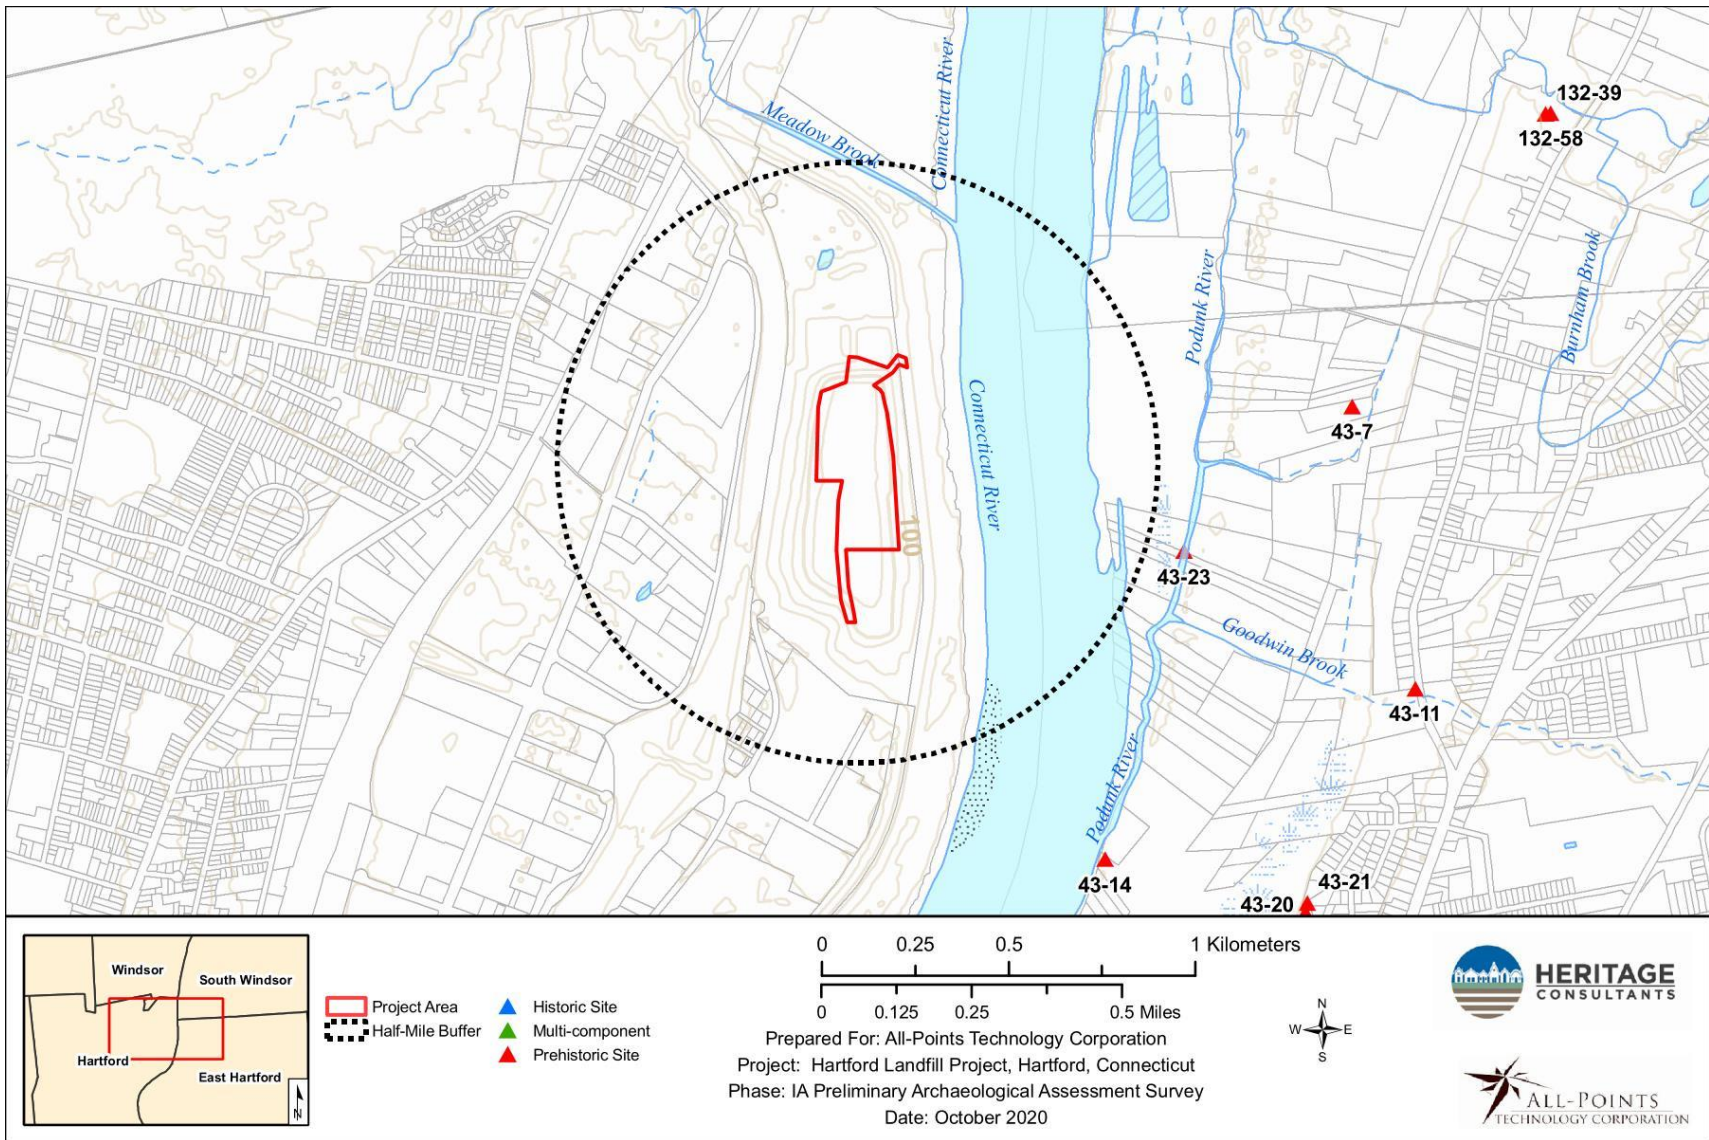 132-39
132-58
Connecticut River
Meadow Brook
Podunk River
Burnham Brook
43-7
Connecticut River
100
43-23
Goodwin Brook
43-11
Podunk River
43-14
43-21
43-20
Windsor
South Windsor
Hartford
East Hartford
N
Project Area
Half-Mile Buffer
Historic Site
Multi-component
Prehistoric Site
0 0.25 0.5 1 Kilometers
0 0.125 0.25 0.5 Miles
Prepared For: All-Points Technology Corporation
Project: Hartford Landfill Project, Hartford, Connecticut
Phase: IA Preliminary Archaeological Assessment Survey
Date: October 2020
N
W E
S
HERITAGE
CONSULTANTS
ALL-POINTS
TECHNOLOGY CORPORATION